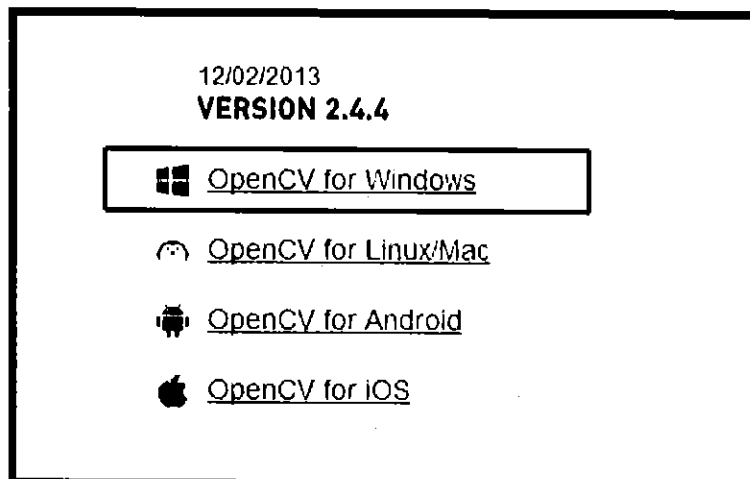 12/02/2013
VERSION 2.4.4
OpenCV for Windows
OpenCV for Linux/Mac
OpenCV for Android
OpenCV for iOS